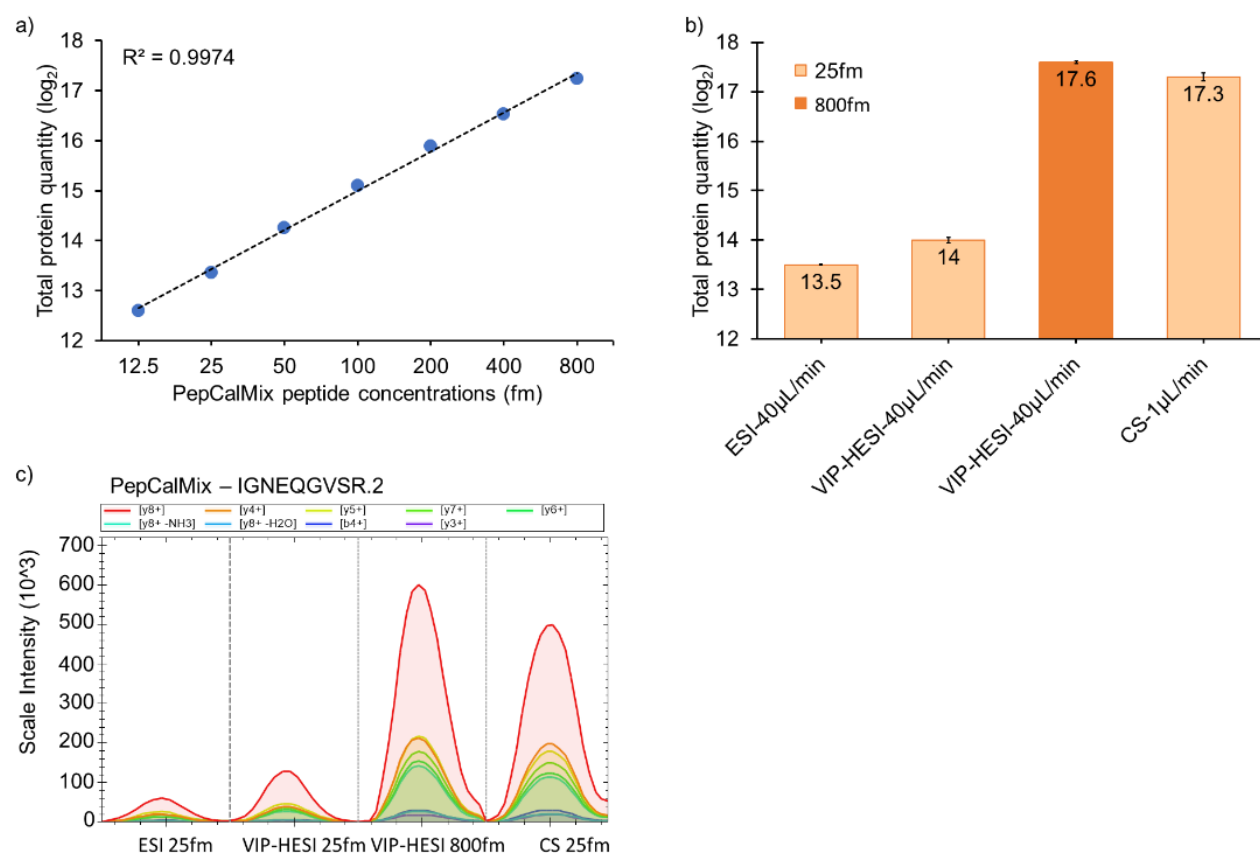 a)
R² = 0.9974
Total protein quantity (log₂)
18
17
16
15
14
13
12
12.5 25 50 100 200 400 800
PepCalMix peptide concentrations (fm)
b)
25fm
800fm
Total protein quantity (log₂)
18
17
16
15
14
13
12
13.5
14
17.6
17.3
ESI-40µL/min
VIP-HESI-40µL/min
VIP-HESI-40µL/min
CS-1µL/min
c)
PepCalMix – IGNEQGVSR.2
[y8+] [y4+] [y5+] [y7+] [y6+]
[y8+ -NH3] [y8+ -H2O] [b4+] [y3+]
Scale Intensity (10^3)
700
600
500
400
300
200
100
0
ESI 25fm VIP-HESI 25fm VIP-HESI 800fm CS 25fm